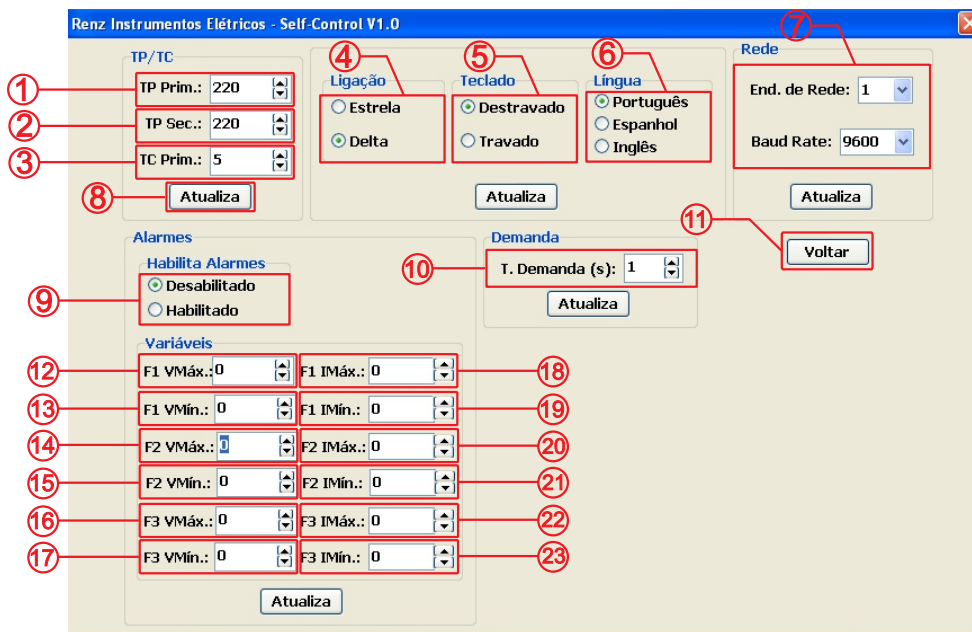 Renz Instrumentos Elétricos - Self-Control V1.0
TP/TC
① TP Prim.: 220
② TP Sec.: 220
③ TC Prim.: 5
⑧ Atualiza
④
Ligação
Estrela
Delta
⑤
Teclado
Destravado
Travado
⑥
Língua
Português
Espanhol
Inglês
Atualiza
⑦
Rede
End. de Rede: 1
Baud Rate: 9600
Atualiza
⑪ Voltar
Alarmes
Habilita Alarmes
⑨ Desabilitado
Habilitado
Demanda
⑩ T. Demanda (s): 1
Atualiza
Variáveis
⑫ F1 VMáx.: 0 F1 IMáx.: 0 ⑱
⑬ F1 VMín.: 0 F1 IMín.: 0 ⑲
⑭ F2 VMáx.: 0 F2 IMáx.: 0 ⑳
⑮ F2 VMín.: 0 F2 IMín.: 0 ㉑
⑯ F3 VMáx.: 0 F3 IMáx.: 0 ㉒
⑰ F3 VMín.: 0 F3 IMín.: 0 ㉓
Atualiza